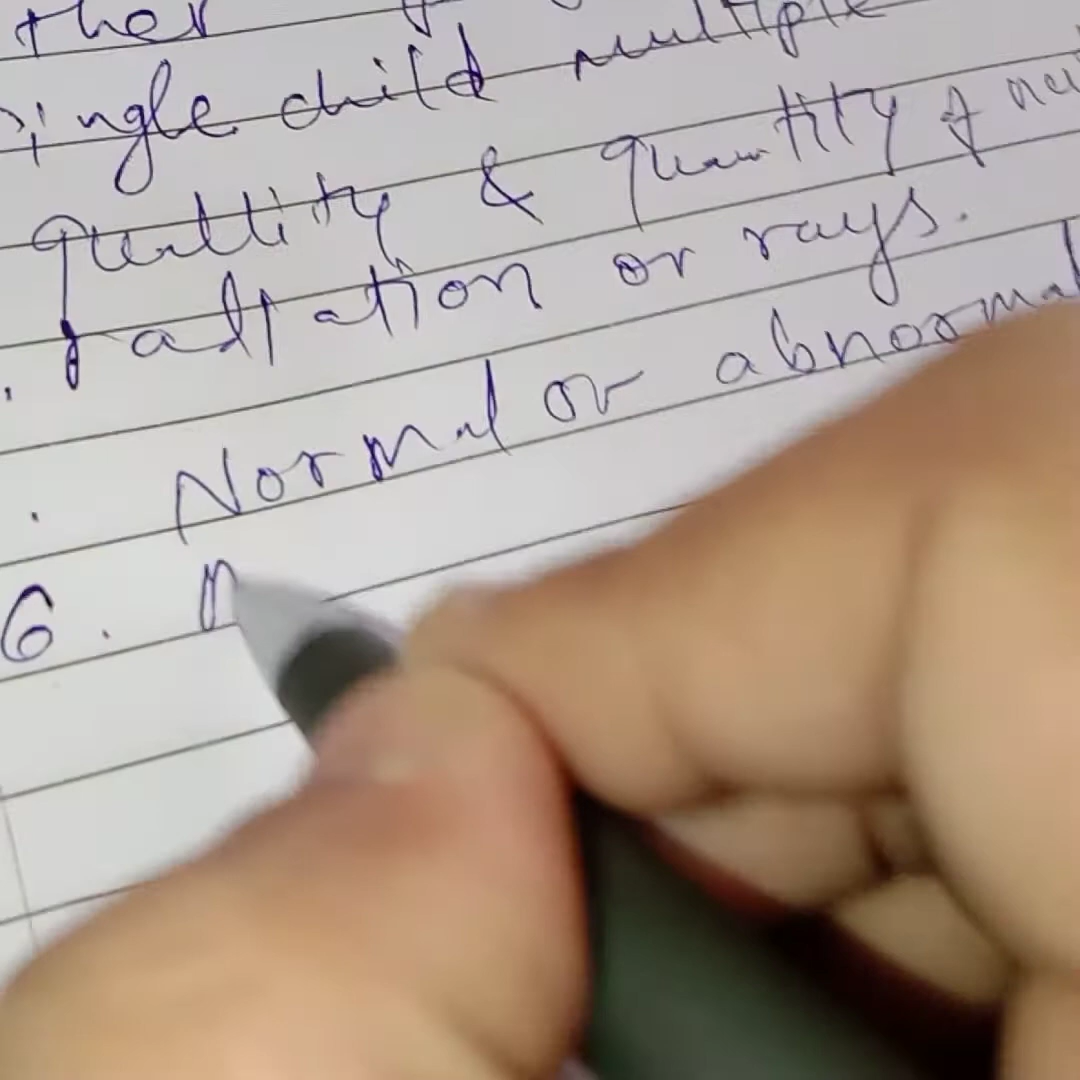 ther
single child multiple
quality & quantity of
radiation or rays.
. Normal or abnormal
6.